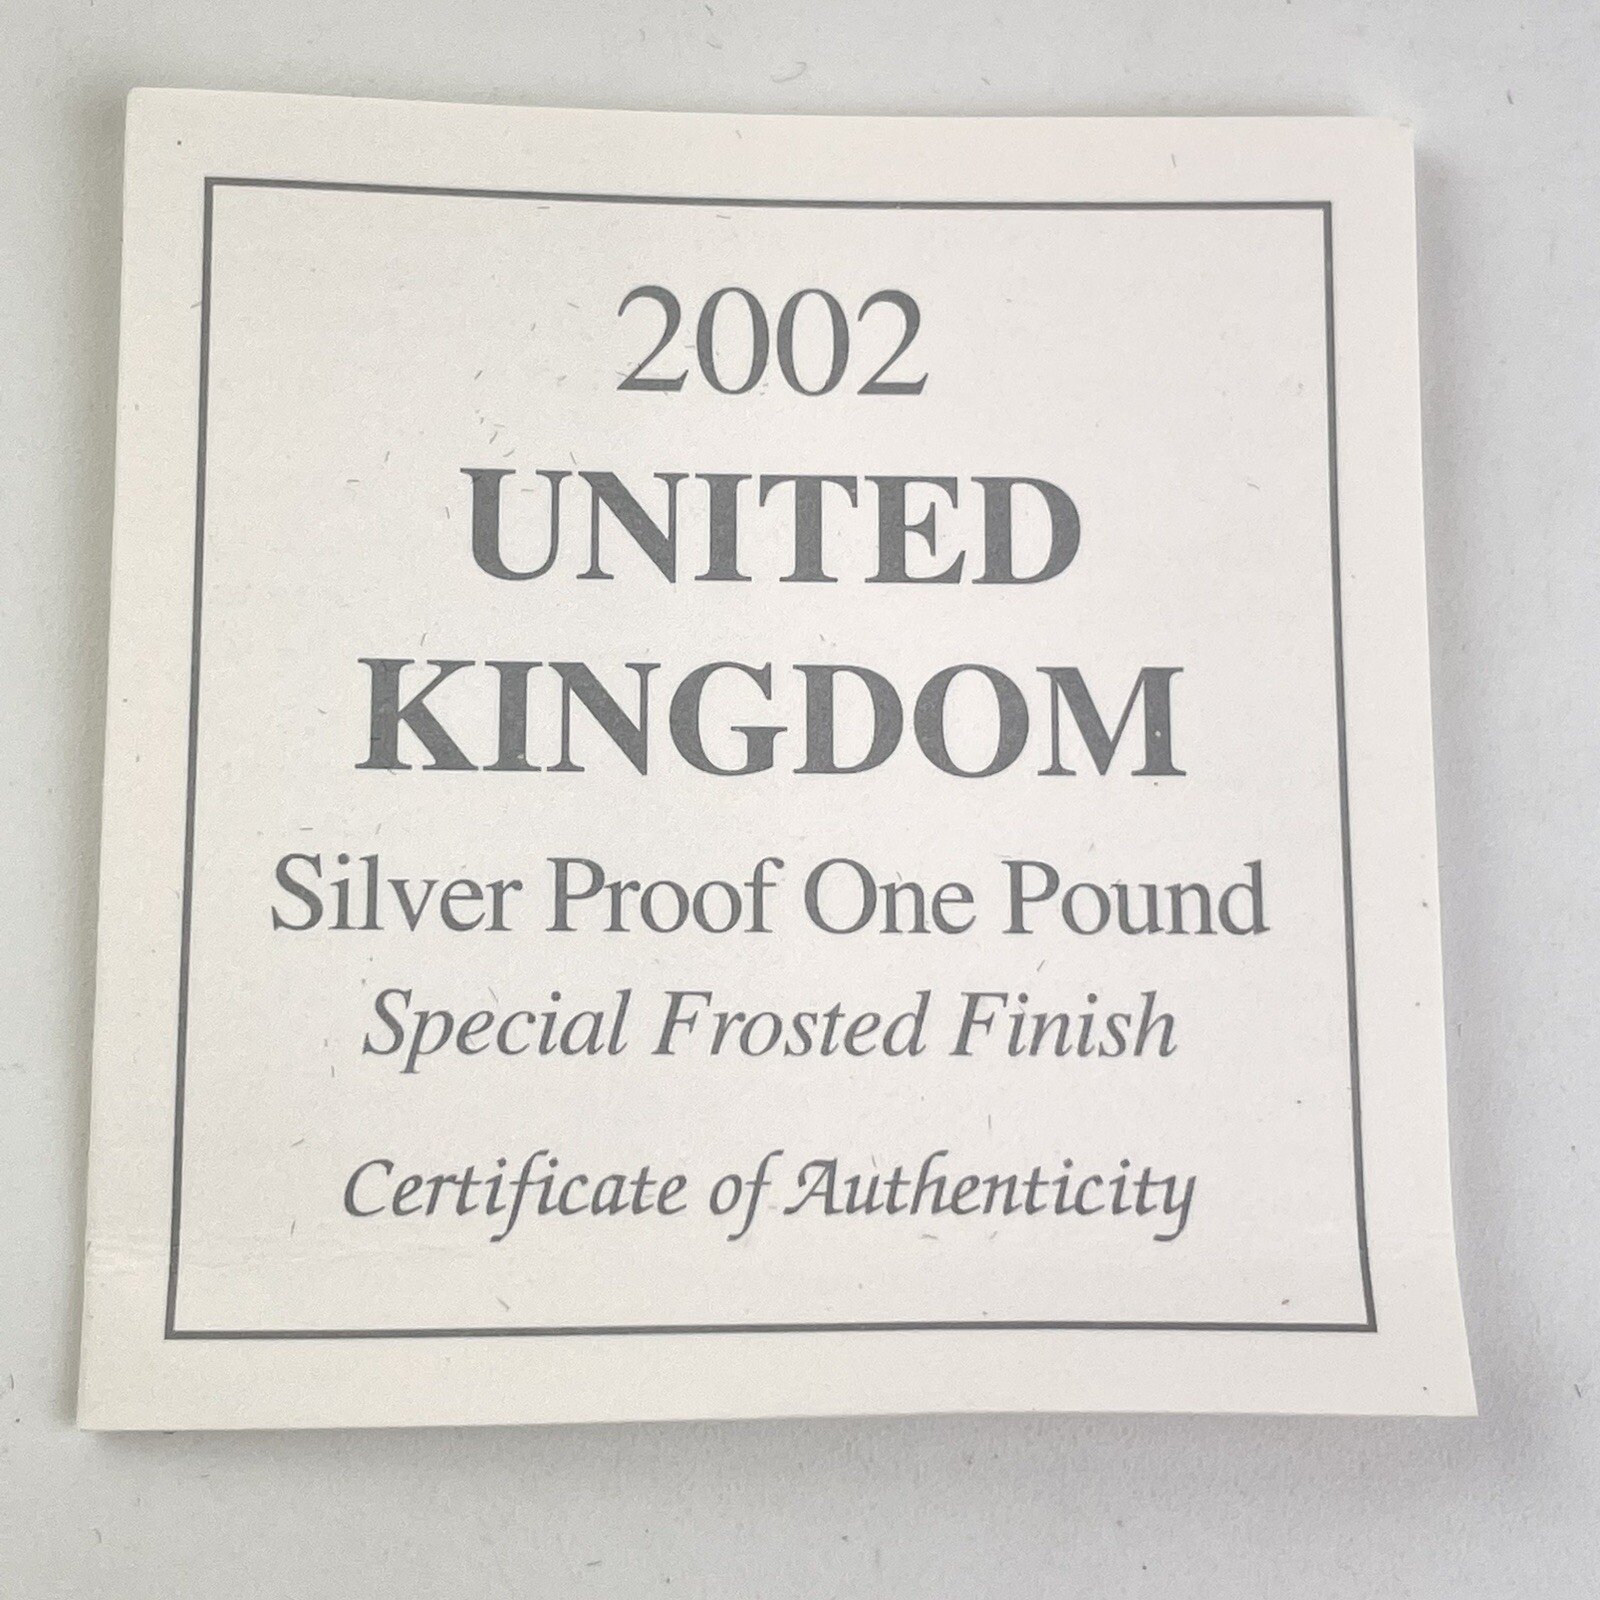 2002
UNITED
KINGDOM
Silver Proof One Pound
Special Frosted Finish
Certificate of Authenticity